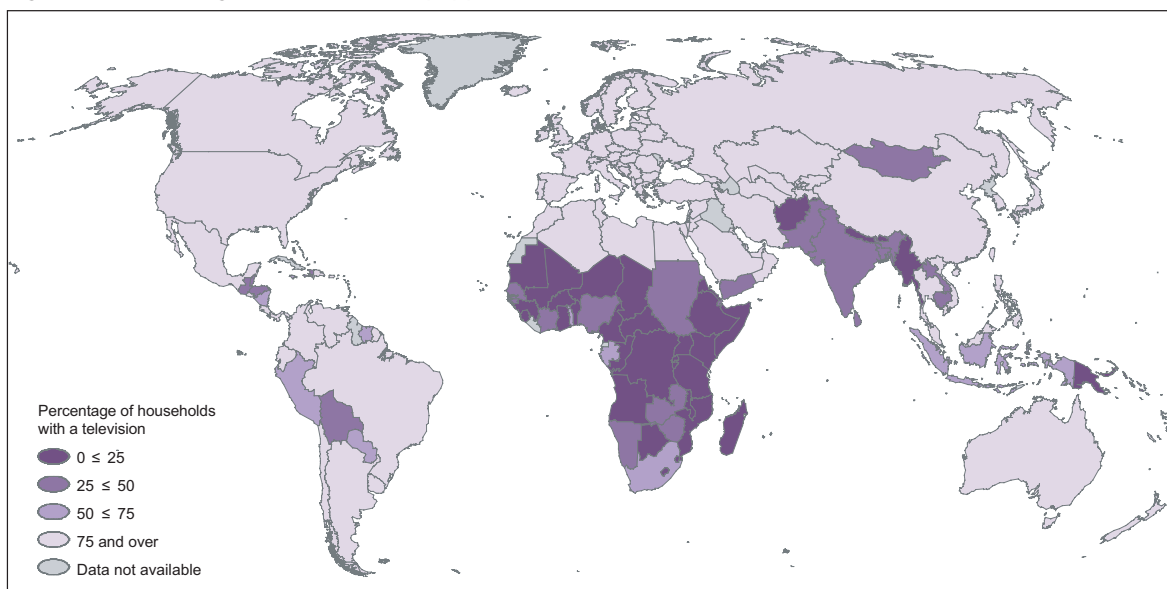 Percentage of households
with a television
0 ≤ 25
25 ≤ 50
50 ≤ 75
75 and over
Data not available